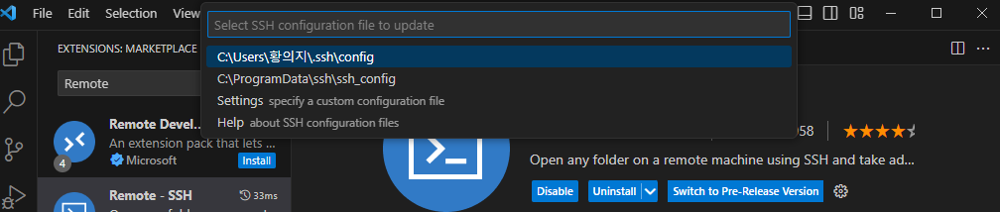 File Edit Selection View
Select SSH configuration file to update
C:\Users\황의지\.ssh\config
C:\ProgramData\ssh\ssh_config
Settings specify a custom configuration file
Help about SSH configuration files
EXTENSIONS: MARKETPLACE
Remote
Remote Devel...
An extension pack that lets ...
Microsoft
Install
4
Remote - SSH
33ms
058
Open any folder on a remote machine using SSH and take ad...
Disable Uninstall Switch to Pre-Release Version